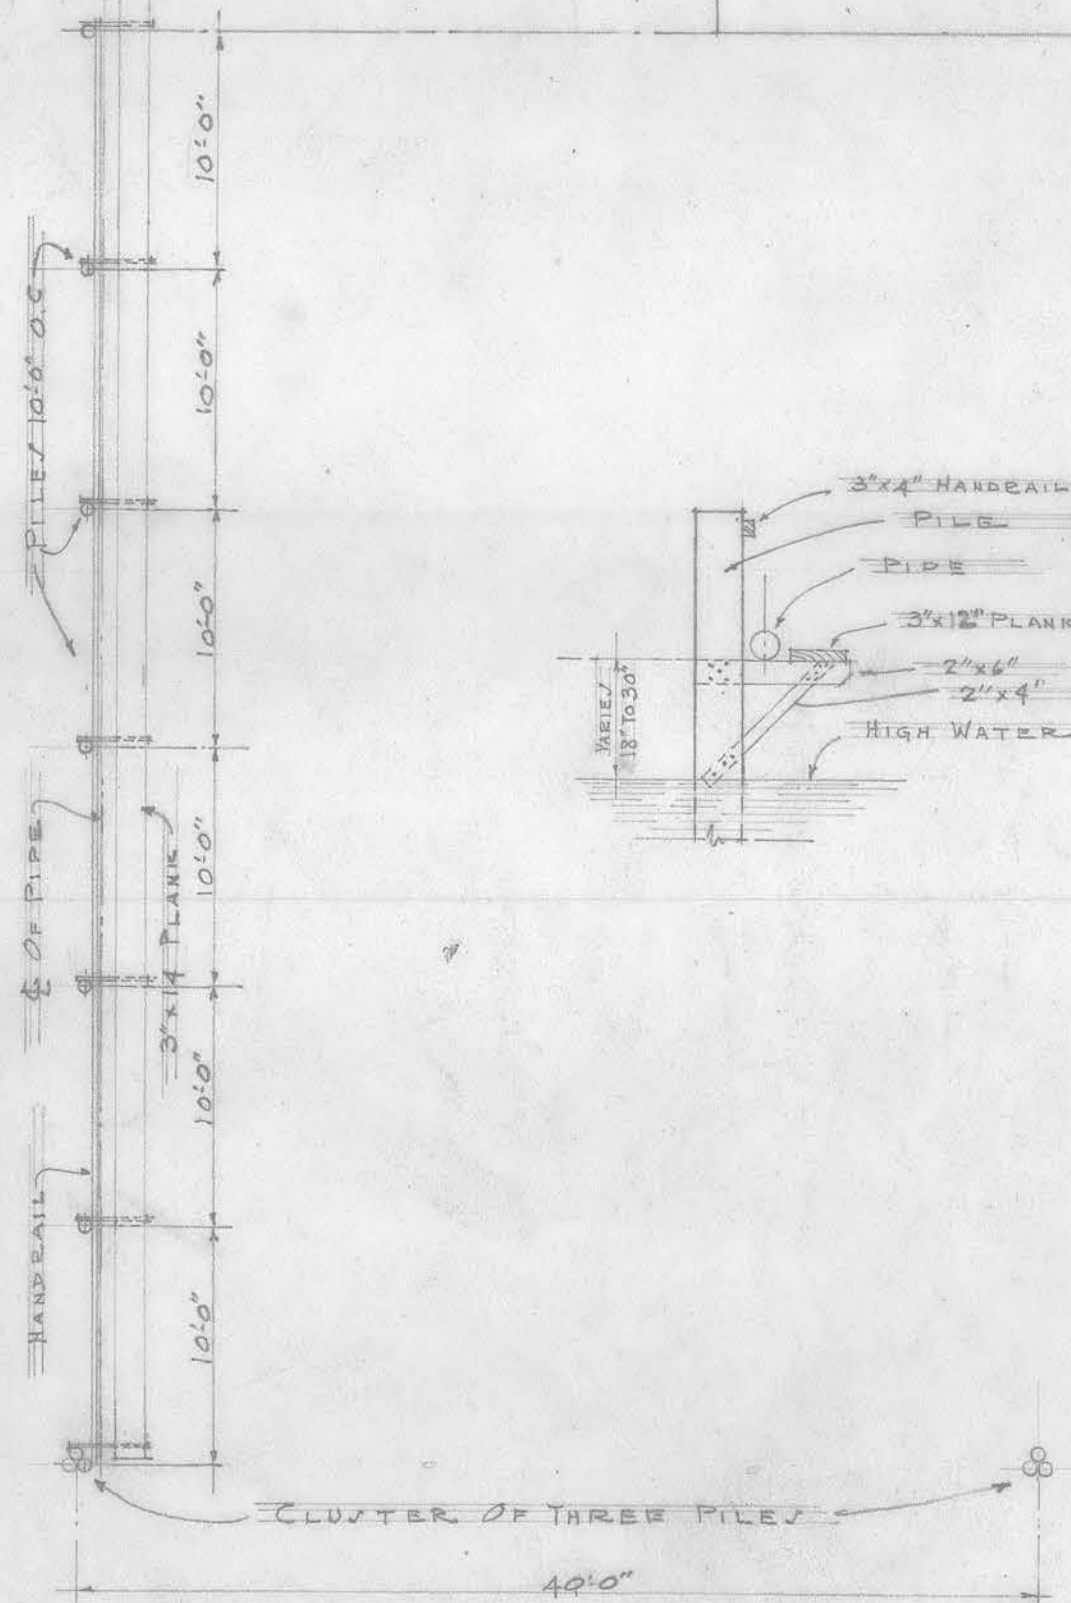 10'-0"
10'-0"
PILES 10'-0" O.C
10'-0"
10'-0"
℄ OF PIPE
3"x14 PLANK
10'-0"
HANDRAIL
10'-0"
3"x4" HANDRAIL
PILE
PIPE
3"x12" PLANK
2"x6"
2"x4"
HIGH WATER
VARIES
18" TO 30"
CLUSTER OF THREE PILES
40'-0"